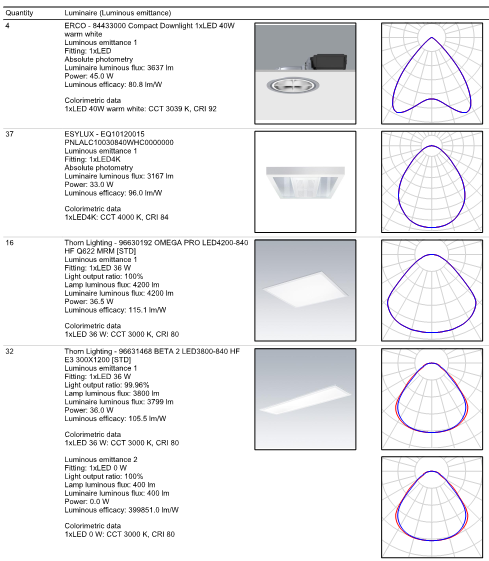 Quantity Luminaire (Luminous emittance)
4 ERCO - 84433000 Compact Downlight 1xLED 40W
warm white
Luminous emittance 1
Fitting: 1xLED
Absolute photometry
Luminaire luminous flux: 3637 lm
Power: 45.0 W
Luminous efficacy: 80.8 lm/W
Colorimetric data
1xLED 40W warm white: CCT 3039 K, CRI 92
37 ESYLUX - EQ10120015
PNLALC10030840WHC0000000
Luminous emittance 1
Fitting: 1xLED4K
Absolute photometry
Luminaire luminous flux: 3167 lm
Power: 33.0 W
Luminous efficacy: 96.0 lm/W
Colorimetric data
1xLED4K: CCT 4000 K, CRI 84
16 Thorn Lighting - 96630192 OMEGA PRO LED4200-840
HF Q622 MRM [STD]
Luminous emittance 1
Fitting: 1xLED 36 W
Light output ratio: 100%
Lamp luminous flux: 4200 lm
Luminaire luminous flux: 4200 lm
Power: 36.5 W
Luminous efficacy: 115.1 lm/W
Colorimetric data
1xLED 36 W: CCT 3000 K, CRI 80
32 Thorn Lighting - 96631468 BETA 2 LED3800-840 HF
E3 300X1200 [STD]
Luminous emittance 1
Fitting: 1xLED 36 W
Light output ratio: 99.96%
Lamp luminous flux: 3800 lm
Luminaire luminous flux: 3799 lm
Power: 36.0 W
Luminous efficacy: 105.5 lm/W
Colorimetric data
1xLED 36 W: CCT 3000 K, CRI 80
Luminous emittance 2
Fitting: 1xLED 0 W
Light output ratio: 100%
Lamp luminous flux: 400 lm
Luminaire luminous flux: 400 lm
Power: 0.0 W
Luminous efficacy: 399851.0 lm/W
Colorimetric data
1xLED 0 W: CCT 3000 K, CRI 80